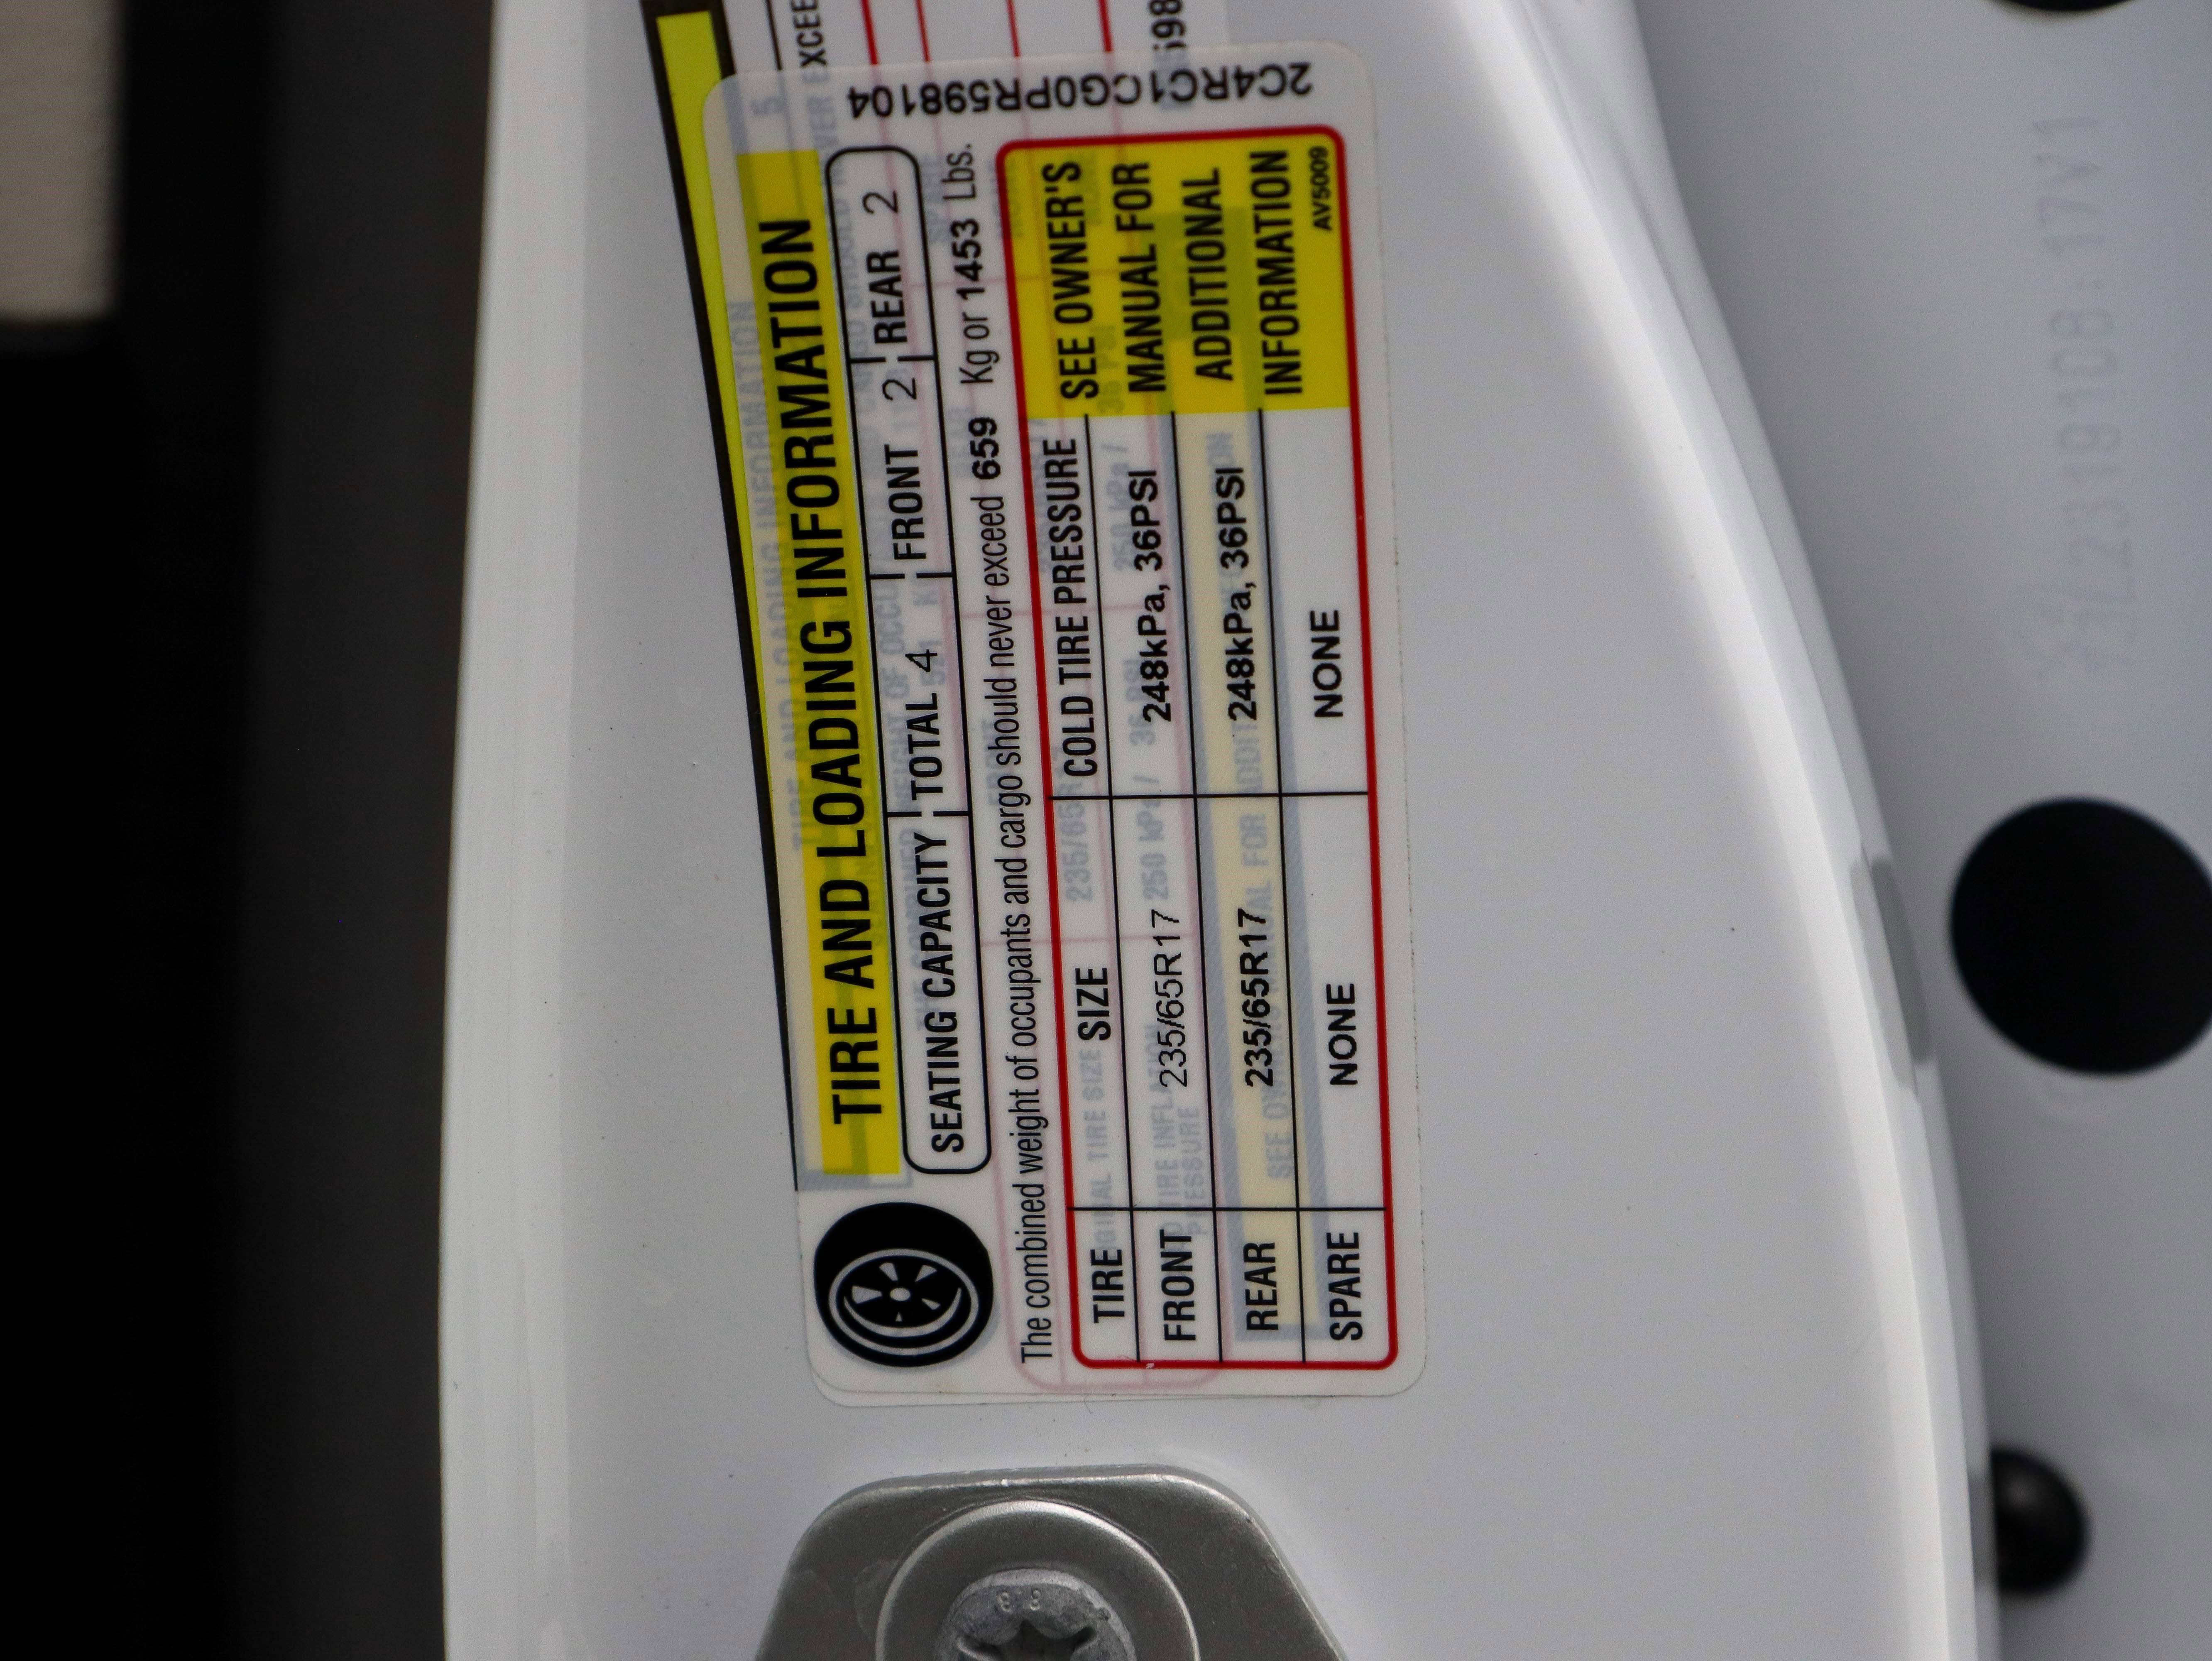 TIRE AND LOADING INFORMATION
SEATING CAPACITY TOTAL 4 FRONT 2 REAR 2
The combined weight of occupants and cargo should never exceed 659 Kg or 1453 Lbs.
TIRE SIZE COLD TIRE PRESSURE
FRONT 235/65R17 248kPa, 36PSI
REAR 235/65R17 248kPa, 36PSI
SPARE NONE NONE
SEE OWNER'S
MANUAL FOR
ADDITIONAL
INFORMATION
AV5009
2C4RC1CG0PR598104